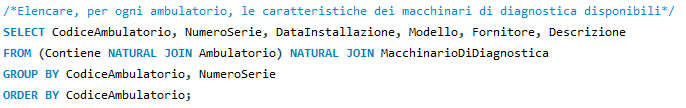 /*Elencare, per ogni ambulatorio, le caratteristiche dei macchinari di diagnostica disponibili*/
SELECT CodiceAmbulatorio, NumeroSerie, DataInstallazione, Modello, Fornitore, Descrizione
FROM (Contiene NATURAL JOIN Ambulatorio) NATURAL JOIN MacchinarioDiDiagnostica
GROUP BY CodiceAmbulatorio, NumeroSerie
ORDER BY CodiceAmbulatorio;